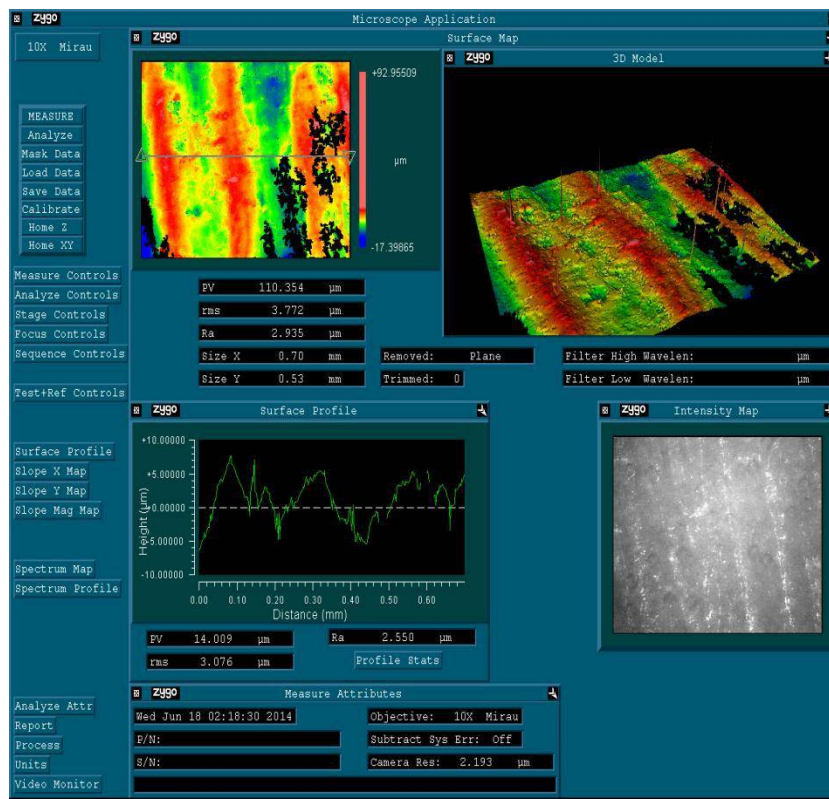 zygo Microscope Application
10X Mirau
MEASURE
Analyze
Mask Data
Load Data
Save Data
Calibrate
Home Z
Home XY
Measure Controls
Analyze Controls
Stage Controls
Focus Controls
Sequence Controls
Test+Ref Controls
Surface Profile
Slope X Map
Slope Y Map
Slope Mag Map
Spectrum Map
Spectrum Profile
Analyze Attr
Report
Process
Units
Video Monitor
zygo Surface Map
+92.95509
µm
-17.39865
zygo 3D Model
PV 110.354 µm
rms 3.772 µm
Ra 2.935 µm
Size X 0.70 mm
Size Y 0.53 mm
Removed: Plane
Trimmed: 0
Filter High Wavelen: µm
Filter Low Wavelen: µm
zygo Surface Profile
+10.00000
+5.00000
+0.00000
-5.00000
-10.00000
Height (µm)
0.00 0.10 0.20 0.30 0.40 0.50 0.60
Distance (mm)
PV 14.009 µm
rms 3.076 µm
Ra 2.550 µm
Profile Stats
zygo Intensity Map
zygo Measure Attributes
Wed Jun 18 02:18:30 2014
P/N:
S/N:
Objective: 10X Mirau
Subtract Sys Err: Off
Camera Res: 2.193 µm